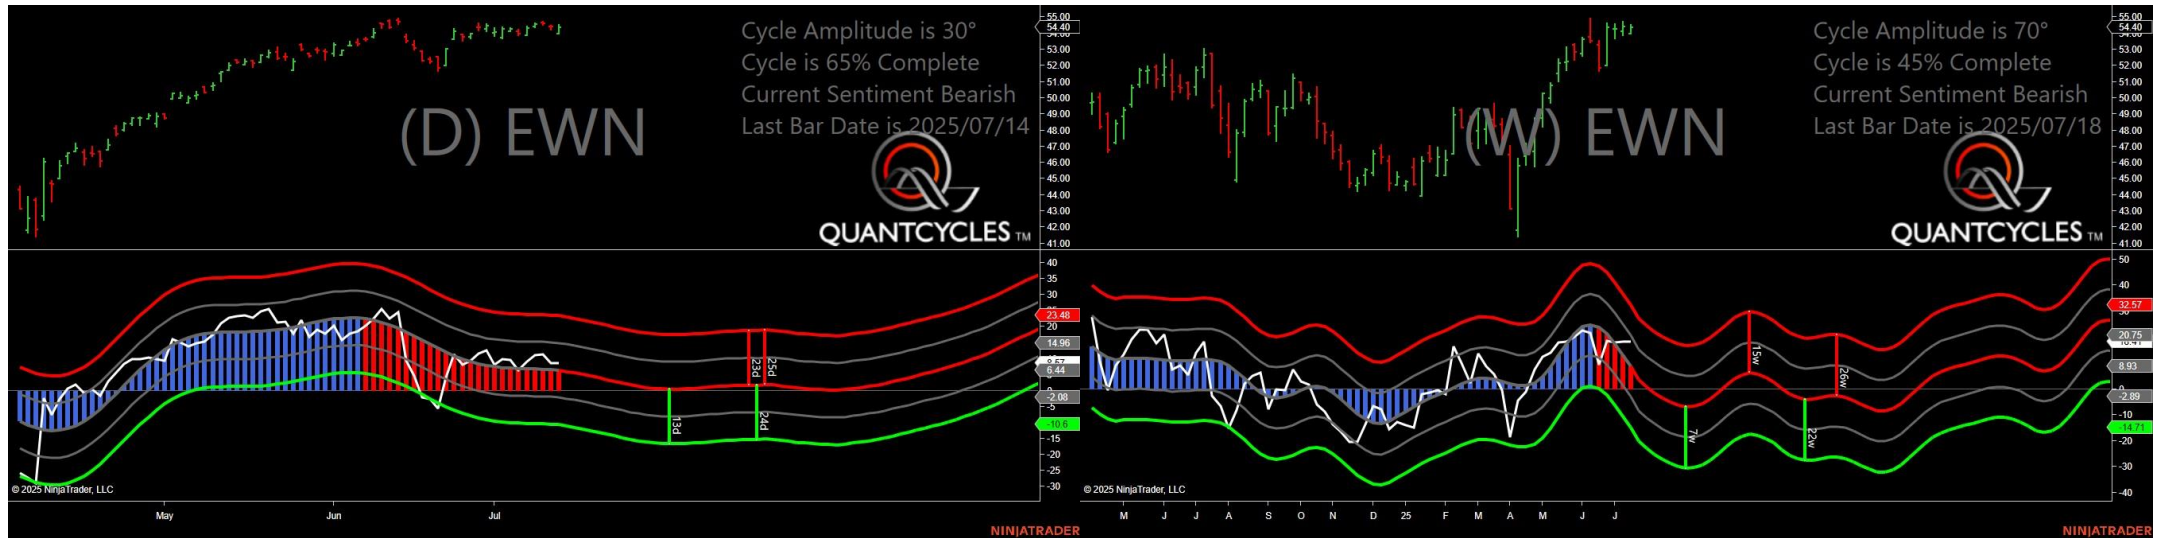 Cycle Amplitude is 30°
Cycle is 65% Complete
Current Sentiment Bearish
Last Bar Date is 2025/07/14
(D) EWN
QUANTCYCLES TM
55.00
54.40
53.00
52.00
51.00
50.00
49.00
48.00
47.00
46.00
45.00
44.00
43.00
42.00
41.00
40
35
30
23.48
20
14.96
6.44
-2.08
-5
-10.6
-15
-20
-25
-30
13d
23d
25d
24d
© 2025 NinjaTrader, LLC
May
Jun
Jul
NINJATRADER
Cycle Amplitude is 70°
Cycle is 45% Complete
Current Sentiment Bearish
Last Bar Date is 2025/07/18
(W) EWN
QUANTCYCLES TM
55.00
54.40
53.00
52.00
51.00
50.00
49.00
48.00
47.00
46.00
45.00
44.00
43.00
42.00
41.00
50
40
32.57
20.75
8.93
0
-2.89
-10
-14.71
-20
-30
-40
7w
15w
22w
26w
© 2025 NinjaTrader, LLC
M J J A S O N D 25 F M A M J J
NINJATRADER